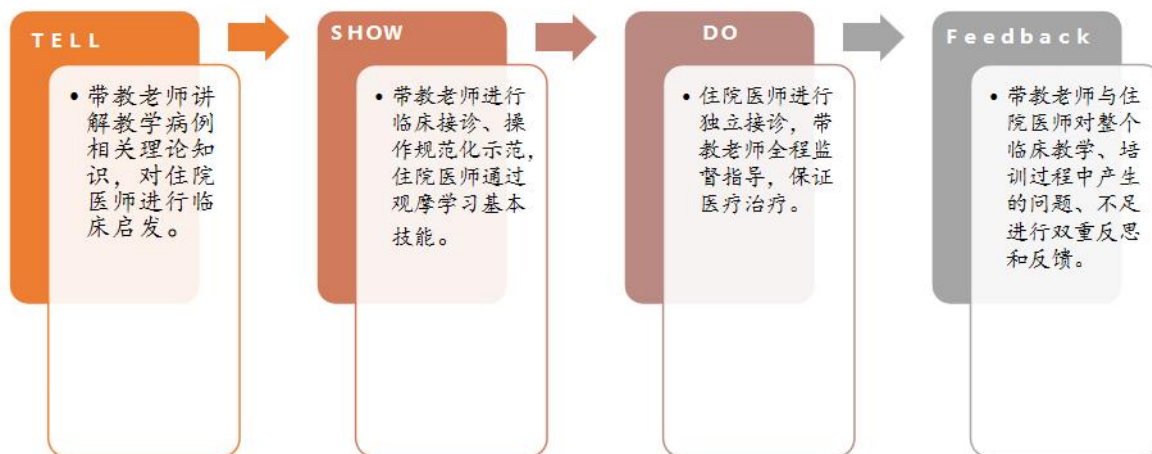 TELL
• 带教老师讲
解教学病例
相关理论知
识，对住院
医师进行临
床启发。
SHOW
• 带教老师进行
临床接诊、操
作规范化示范，
住院医师通过
观摩学习基本
技能。
DO
• 住院医师进行
独立接诊，带
教老师全程监
督指导，保证
医疗治疗。
Feedback
• 带教老师与住
院医师对整个
临床教学、培
训过程中产生
的问题、不足
进行双重反思
和反馈。